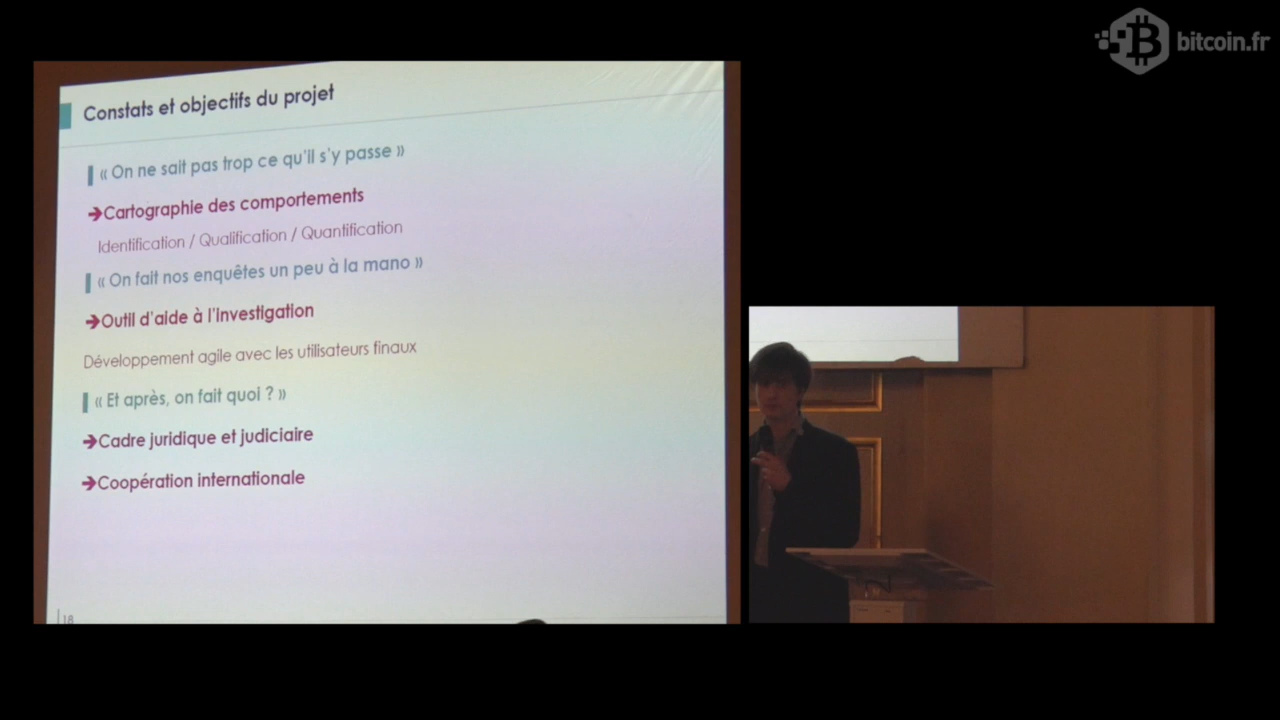 bitcoin.fr
Constats et objectifs du projet
« On ne sait pas trop ce qu'il s'y passe »
➔Cartographie des comportements
Identification / Qualification / Quantification
« On fait nos enquêtes un peu à la mano »
➔Outil d'aide à l'investigation
Développement agile avec les utilisateurs finaux
« Et après, on fait quoi ? »
➔Cadre juridique et judiciaire
➔Coopération internationale
18